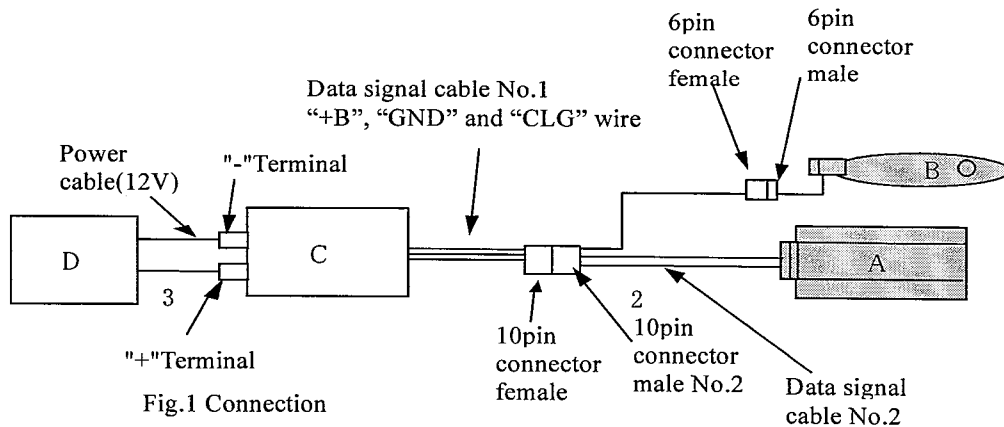 6pin
connector
female
6pin
connector
male
Data signal cable No.1
“+B”, “GND” and “CLG” wire
Power
cable(12V)
"-"Terminal
B
D
C
A
3
2
"+"Terminal
10pin
connector
female
10pin
connector
male No.2
Data signal
cable No.2
Fig.1 Connection